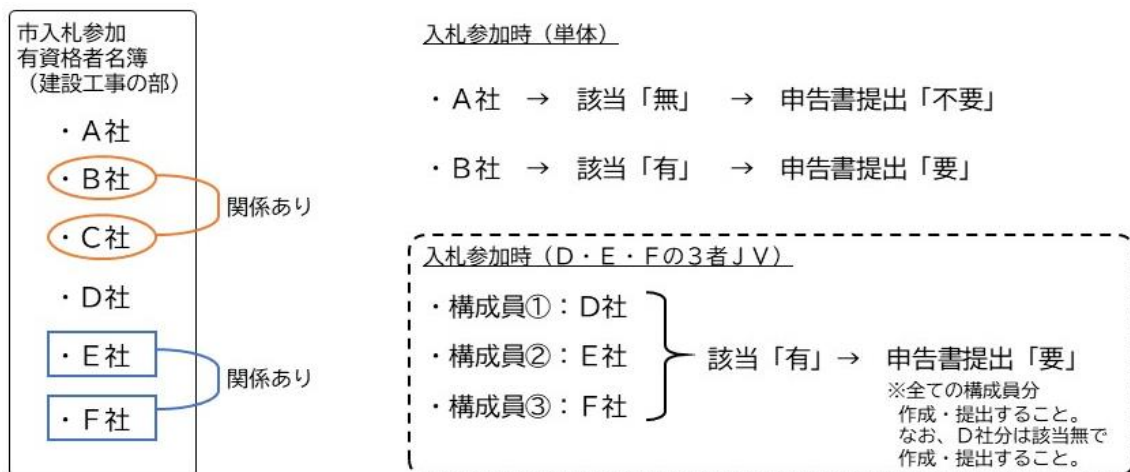 市入札参加
有資格者名簿
（建設工事の部）
・A社
・B社
・C社
・D社
・E社
・F社
関係あり
関係あり
入札参加時（単体）
・A社 → 該当「無」 → 申告書提出「不要」
・B社 → 該当「有」 → 申告書提出「要」
入札参加時（D・E・Fの３者ＪＶ）
・構成員①：D社
・構成員②：E社
・構成員③：F社
該当「有」→ 申告書提出「要」
※全ての構成員分
作成・提出すること。
なお、D社分は該当無で
作成・提出すること。